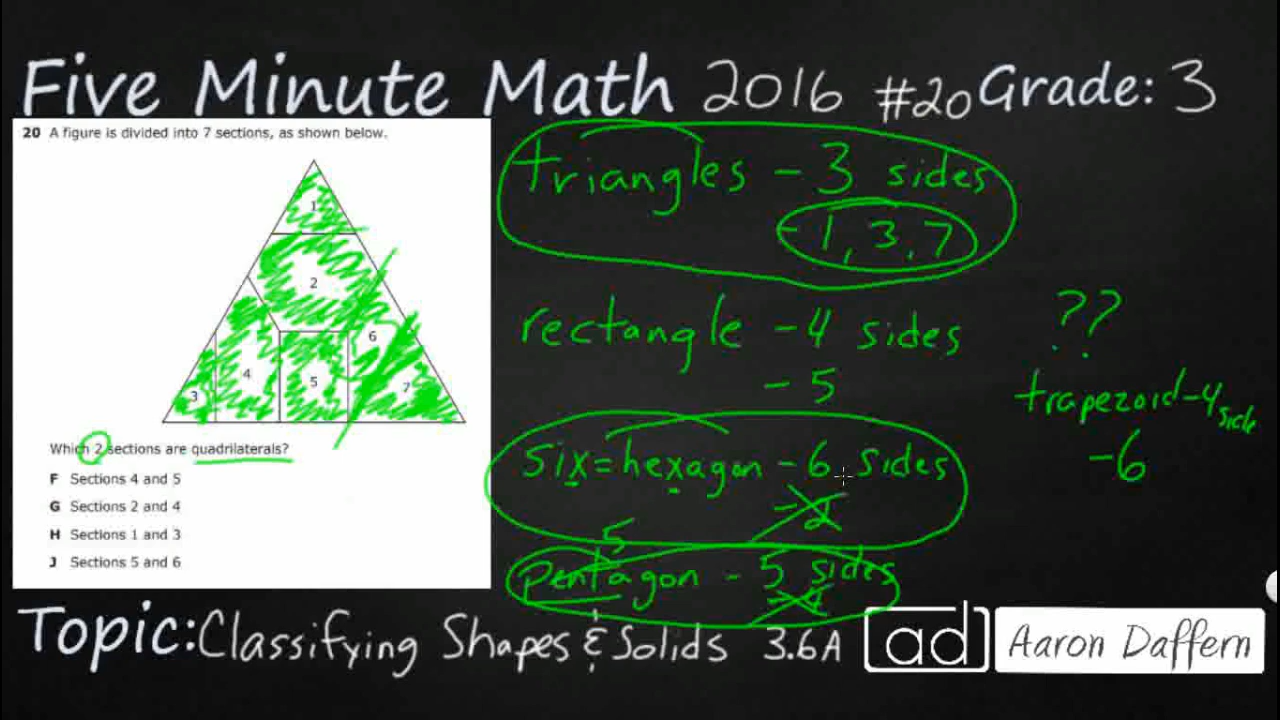 Five Minute Math 2016 #20 Grade: 3
20 A figure is divided into 7 sections, as shown below.
1
2
3
4
5
6
7
Which 2 sections are quadrilaterals?
F Sections 4 and 5
G Sections 2 and 4
H Sections 1 and 3
J Sections 5 and 6
triangles - 3 sides
- 1, 3, 7
rectangle - 4 sides
- 5
six = hexagon - 6 sides
- 2
5
pentagon - 5 sides
- 4
??
trapezoid - 4
side
- 6
Topic: Classifying Shapes & Solids 3.6A
ad Aaron Daffern